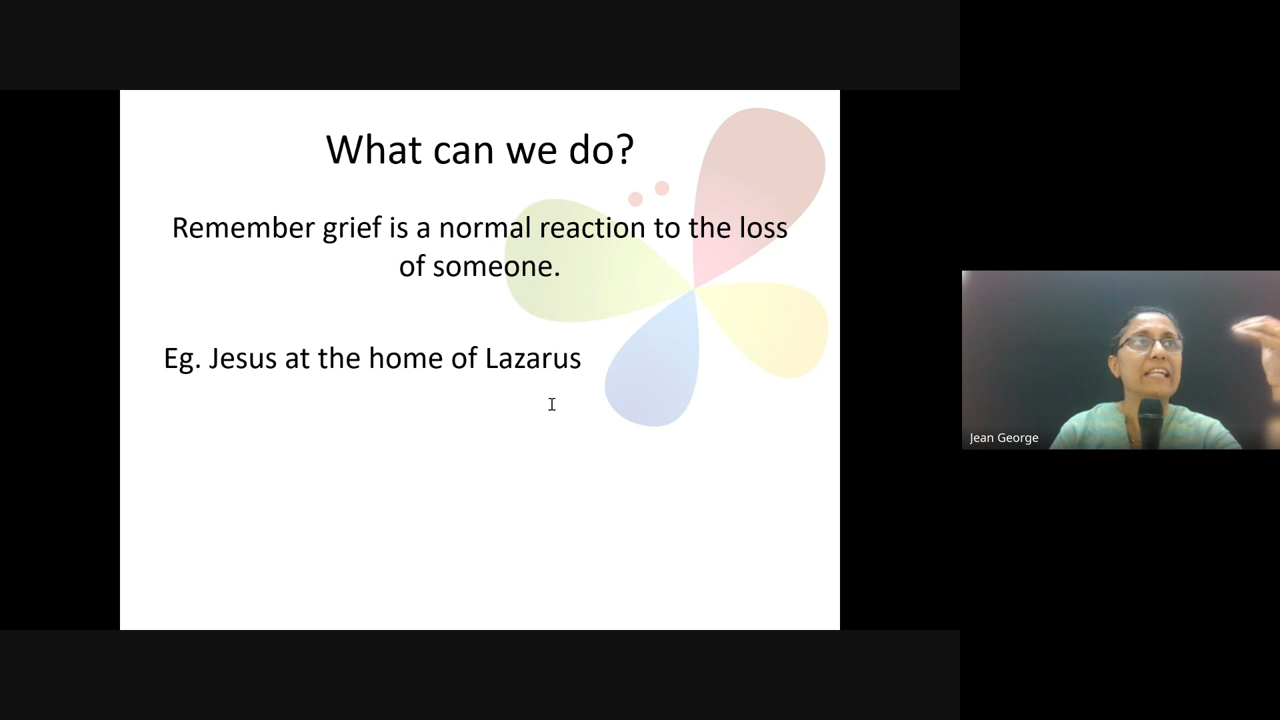 What can we do?
Remember grief is a normal reaction to the loss
of someone.
Eg. Jesus at the home of Lazarus
Jean George